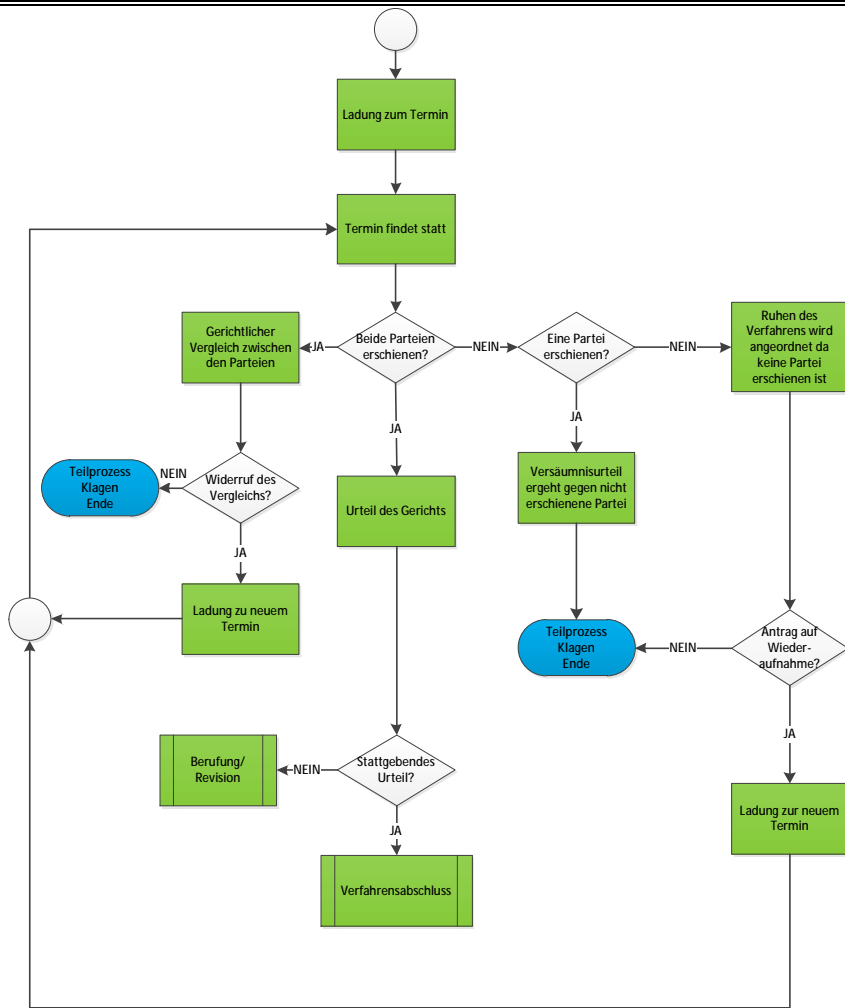 Ladung zum Termin
Termin findet statt
Gerichtlicher
Vergleich zwischen
den Parteien
JA
Beide Parteien
erschienen?
NEIN
Eine Partei
erschienen?
NEIN
Ruhen des
Verfahrens wird
angeordnet da
keine Partei
erschienen ist
JA
JA
Teilprozess
Klagen
Ende
NEIN
Widerruf des
Vergleichs?
Urteil des Gerichts
Versäumnisurteil
ergeht gegen nicht
erschienene Partei
JA
Ladung zu neuem
Termin
Teilprozess
Klagen
Ende
NEIN
Antrag auf
Wieder-
aufnahme?
JA
Berufung/
Revision
NEIN
Stattgebendes
Urteil?
Ladung zur neuem
Termin
JA
Verfahrensabschluss